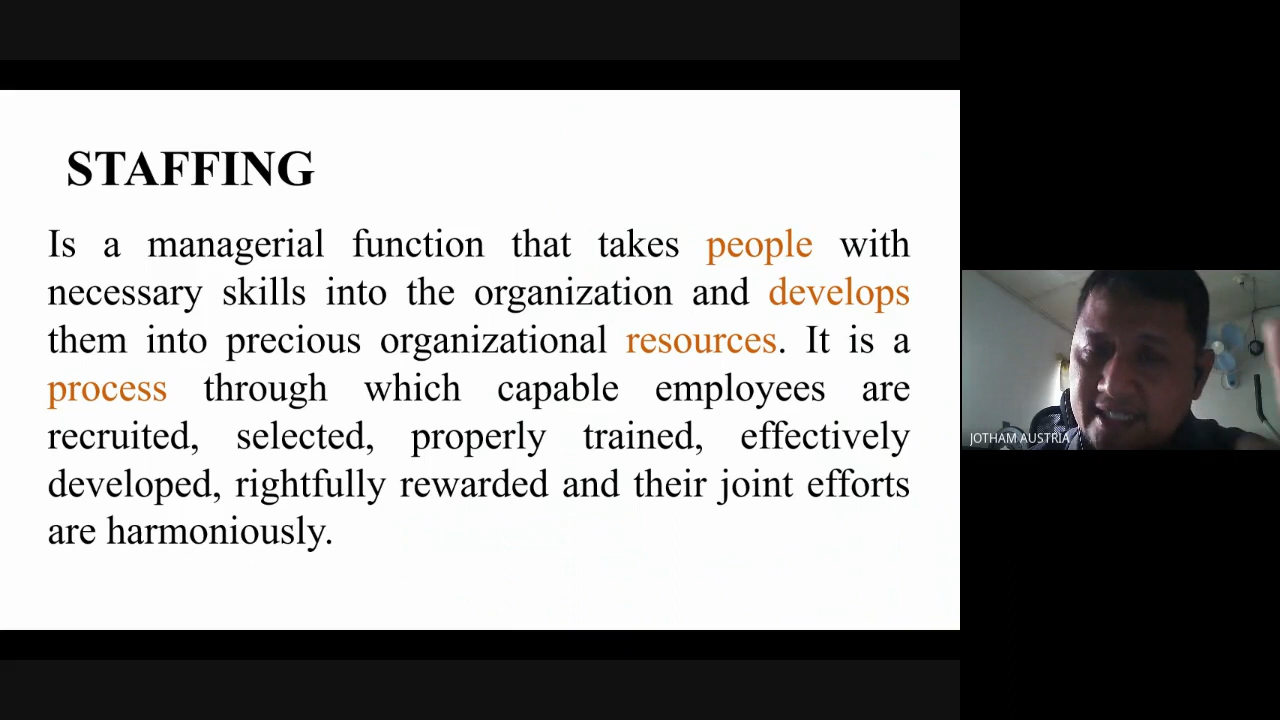 STAFFING
Is a managerial function that takes people with
necessary skills into the organization and develops
them into precious organizational resources. It is a
process through which capable employees are
recruited, selected, properly trained, effectively
developed, rightfully rewarded and their joint efforts
are harmoniously.
JOTHAM AUSTRIA